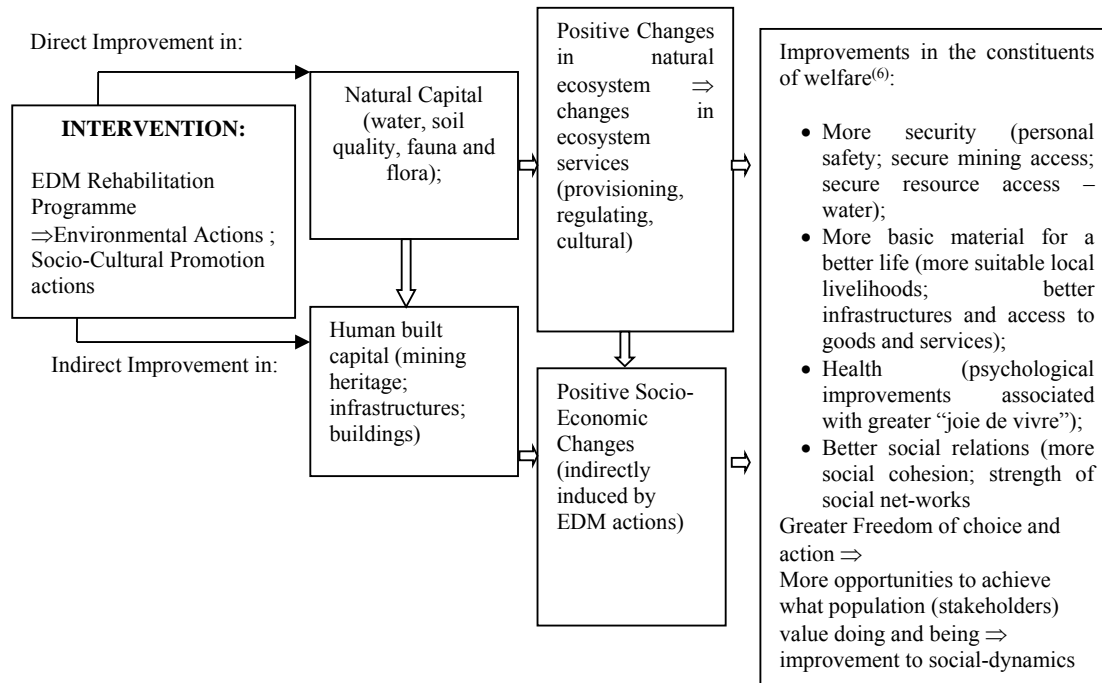 Direct Improvement in:
INTERVENTION:
EDM Rehabilitation
Programme
⇒Environmental Actions ;
Socio-Cultural Promotion
actions
Indirect Improvement in:
Natural Capital
(water, soil
quality, fauna and
flora);
Human built
capital (mining
heritage;
infrastructures;
buildings)
Positive Changes
in natural
ecosystem ⇒
changes in
ecosystem
services
(provisioning,
regulating,
cultural)
Positive Socio-
Economic
Changes
(indirectly
induced by
EDM actions)
Improvements in the constituents
of welfare(6):
• More security (personal
safety; secure mining access;
secure resource access –
water);
• More basic material for a
better life (more suitable local
livelihoods; better
infrastructures and access to
goods and services);
• Health (psychological
improvements associated
with greater “joie de vivre”);
• Better social relations (more
social cohesion; strength of
social net-works
Greater Freedom of choice and
action ⇒
More opportunities to achieve
what population (stakeholders)
value doing and being ⇒
improvement to social-dynamics